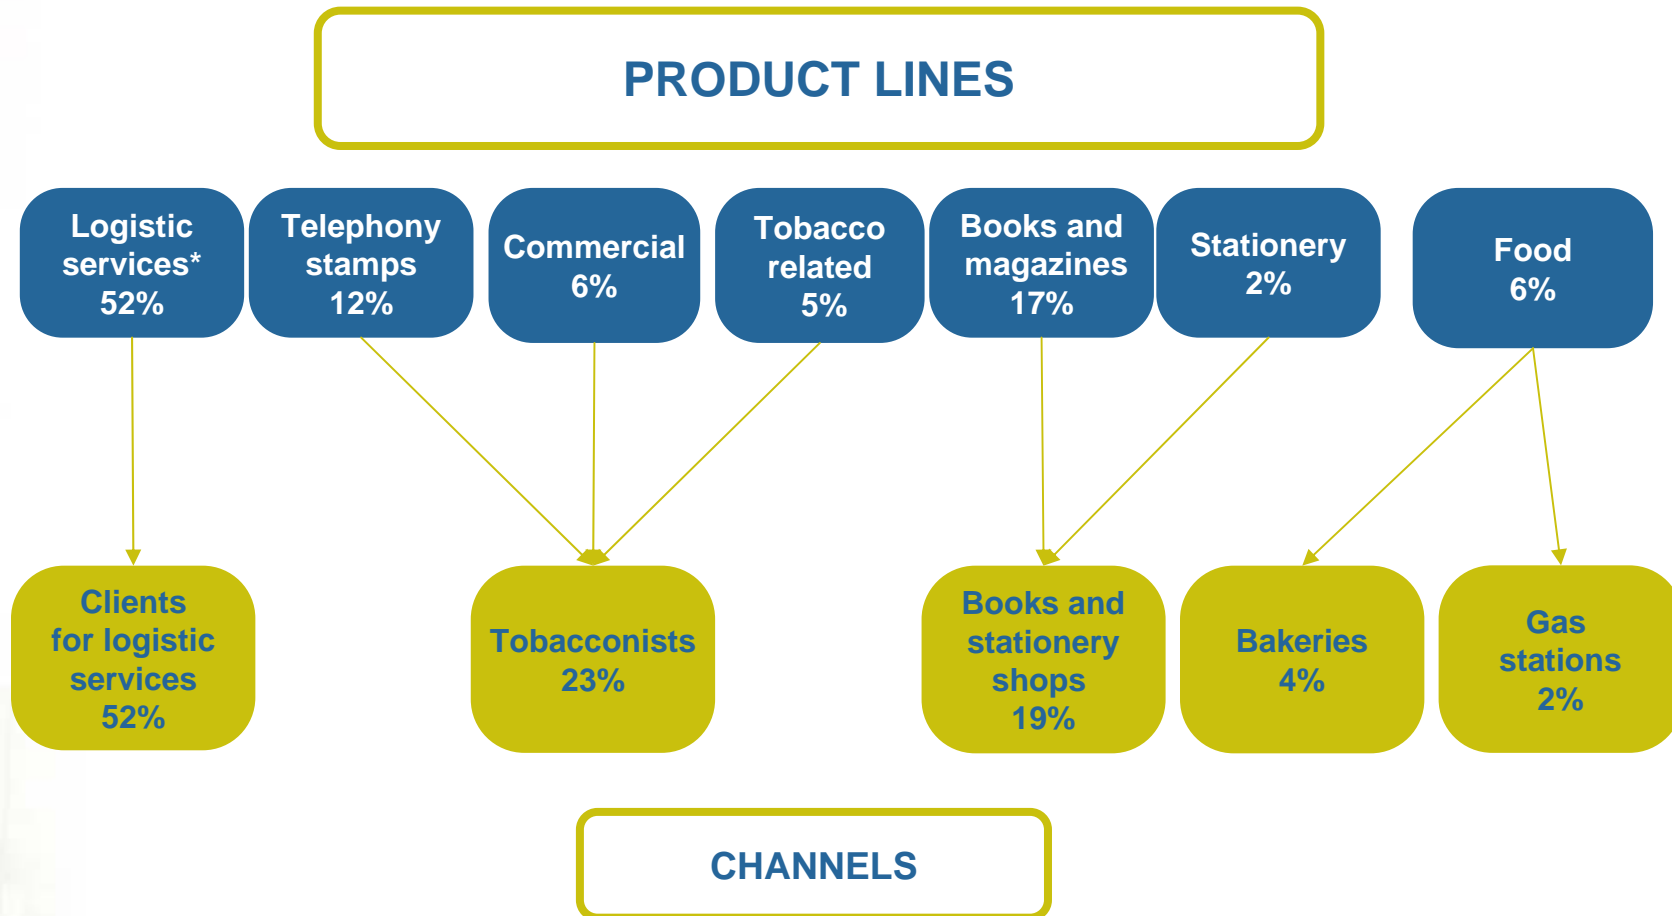 PRODUCT LINES
Logistic
services*
52%
Telephony
stamps
12%
Commercial
6%
Tobacco
related
5%
Books and
magazines
17%
Stationery
2%
Food
6%
Clients
for logistic
services
52%
Tobacconists
23%
Books and
stationery
shops
19%
Bakeries
4%
Gas
stations
2%
CHANNELS